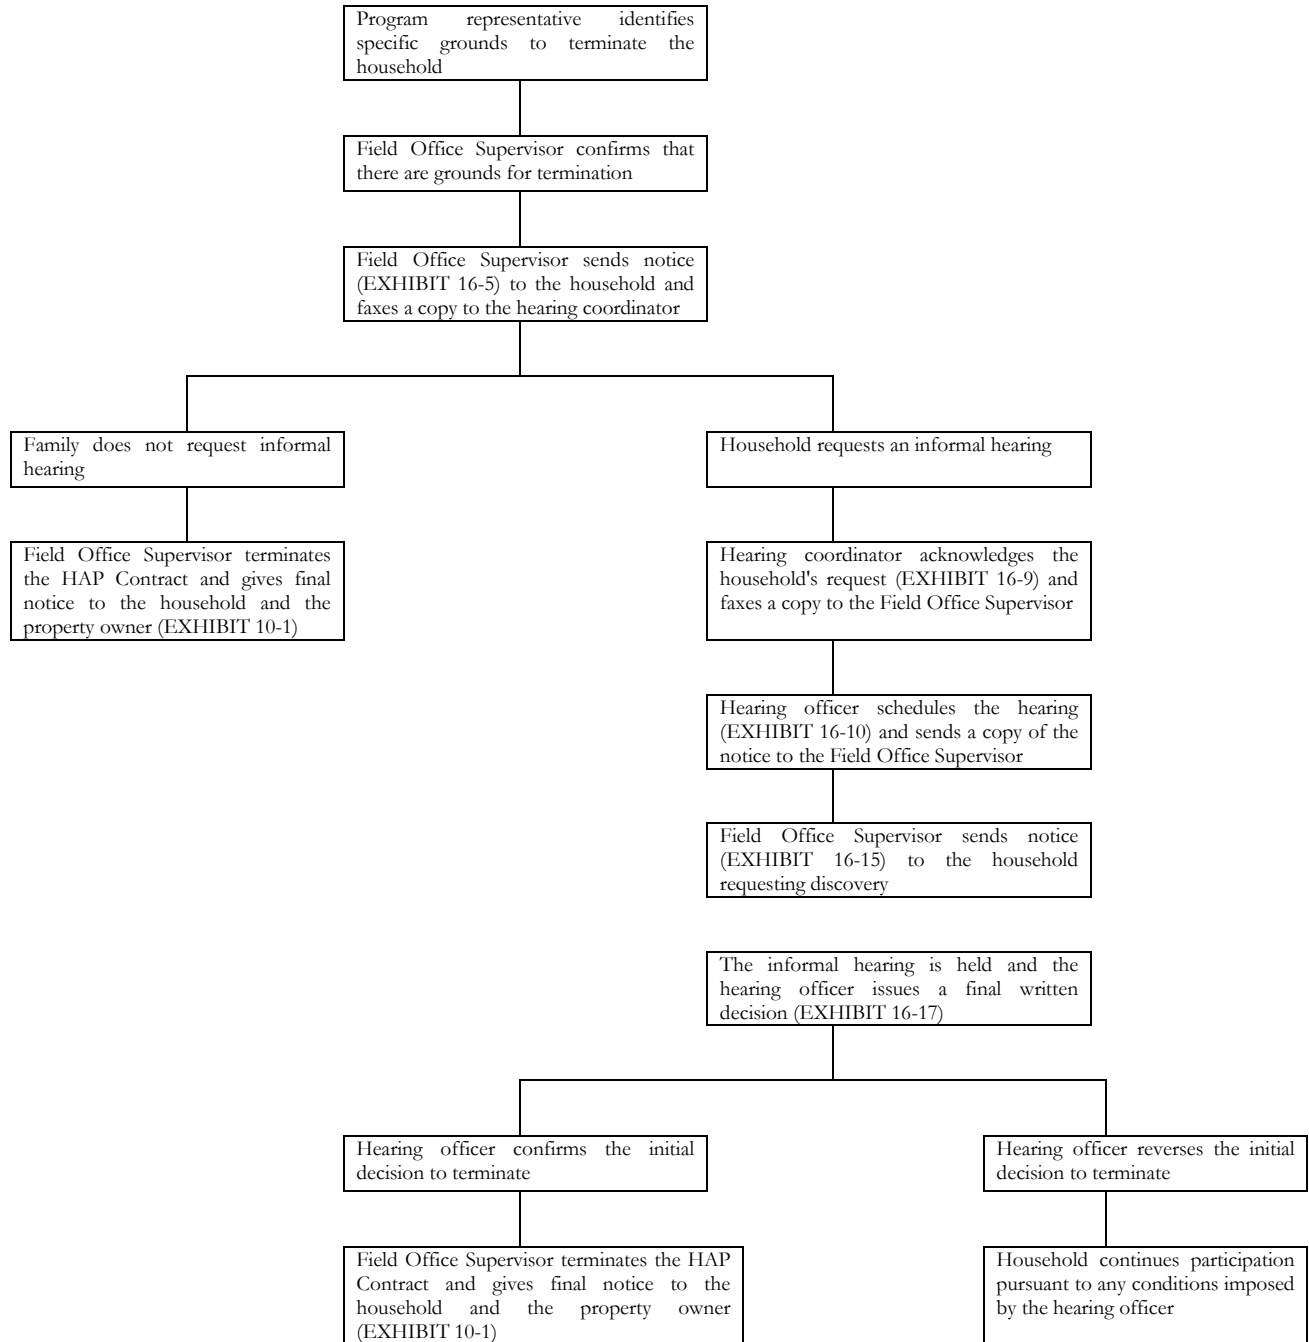 Program representative identifies
specific grounds to terminate the
household
Field Office Supervisor confirms that
there are grounds for termination
Field Office Supervisor sends notice
(EXHIBIT 16-5) to the household and
faxes a copy to the hearing coordinator
Family does not request informal
hearing
Household requests an informal hearing
Field Office Supervisor terminates
the HAP Contract and gives final
notice to the household and the
property owner (EXHIBIT 10-1)
Hearing coordinator acknowledges the
household's request (EXHIBIT 16-9) and
faxes a copy to the Field Office Supervisor
Hearing officer schedules the hearing
(EXHIBIT 16-10) and sends a copy of the
notice to the Field Office Supervisor
Field Office Supervisor sends notice
(EXHIBIT 16-15) to the household
requesting discovery
The informal hearing is held and the
hearing officer issues a final written
decision (EXHIBIT 16-17)
Hearing officer confirms the initial
decision to terminate
Hearing officer reverses the initial
decision to terminate
Field Office Supervisor terminates the HAP
Contract and gives final notice to the
household and the property owner
(EXHIBIT 10-1)
Household continues participation
pursuant to any conditions imposed
by the hearing officer